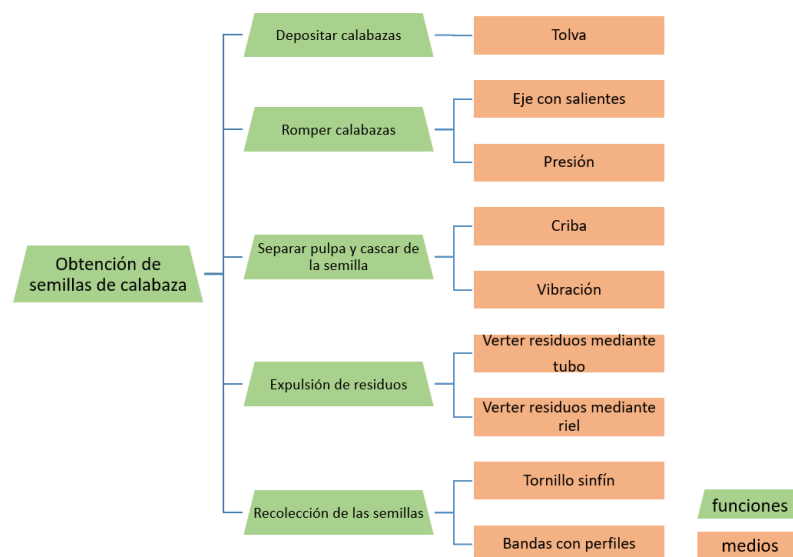 Obtención de
semillas de calabaza
Depositar calabazas
Tolva
Romper calabazas
Eje con salientes
Presión
Separar pulpa y cascar de
la semilla
Criba
Vibración
Expulsión de residuos
Verter residuos mediante
tubo
Verter residuos mediante
riel
Recolección de las semillas
Tornillo sinfín
Bandas con perfiles
funciones
medios